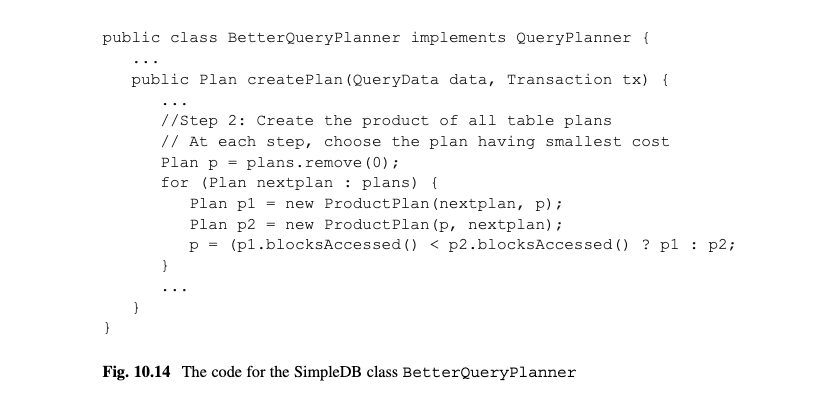 public class BetterQueryPlanner implements QueryPlanner {
...
public Plan createPlan(QueryData data, Transaction tx) {
...
//Step 2: Create the product of all table plans
// At each step, choose the plan having smallest cost
Plan p = plans.remove(0);
for (Plan nextplan : plans) {
Plan p1 = new ProductPlan(nextplan, p);
Plan p2 = new ProductPlan(p, nextplan);
p = (p1.blocksAccessed() < p2.blocksAccessed() ? p1 : p2;
}
...
}
}
Fig. 10.14 The code for the SimpleDB class BetterQueryPlanner